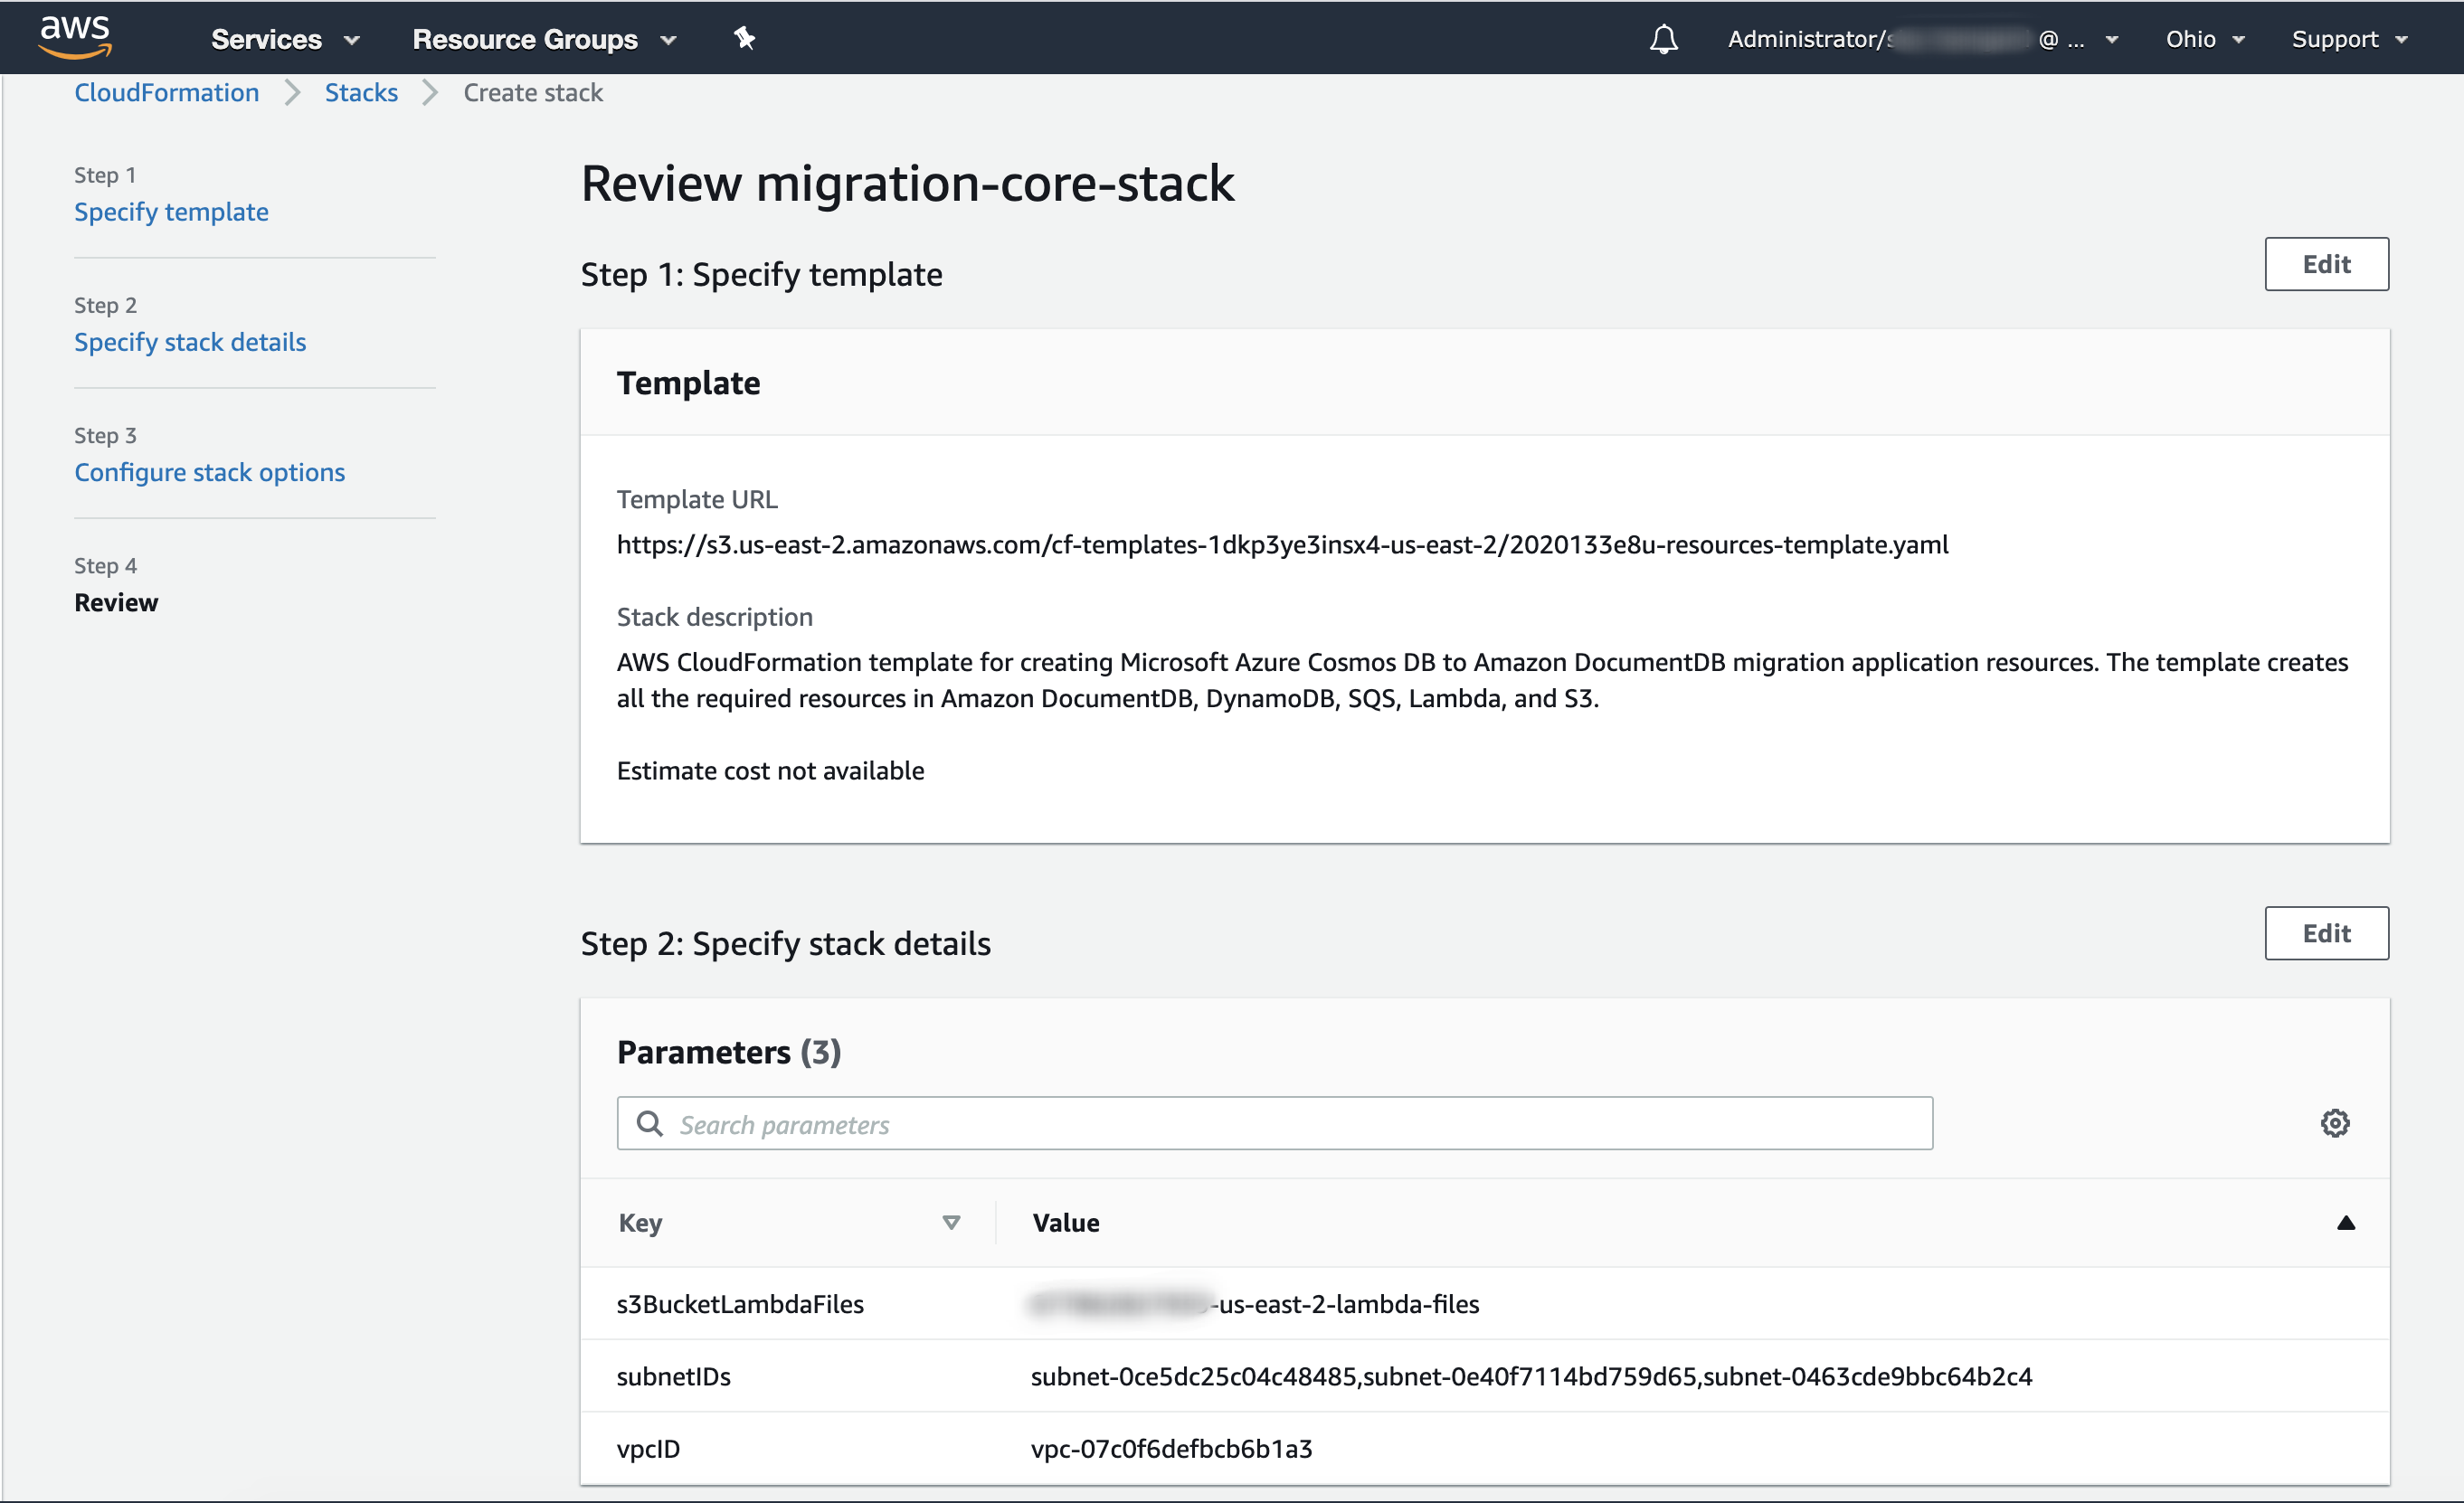 aws Services Resource Groups Administrator/ @ ... Ohio Support
CloudFormation Stacks Create stack
Step 1
Specify template
Step 2
Specify stack details
Step 3
Configure stack options
Step 4
Review
Review migration-core-stack
Step 1: Specify template
Edit
Template
Template URL
https://s3.us-east-2.amazonaws.com/cf-templates-1dkp3ye3insx4-us-east-2/2020133e8u-resources-template.yaml
Stack description
AWS CloudFormation template for creating Microsoft Azure Cosmos DB to Amazon DocumentDB migration application resources. The template creates
all the required resources in Amazon DocumentDB, DynamoDB, SQS, Lambda, and S3.
Estimate cost not available
Step 2: Specify stack details
Edit
Parameters (3)
Search parameters
Key Value
s3BucketLambdaFiles -us-east-2-lambda-files
subnetIDs subnet-0ce5dc25c04c48485,subnet-0e40f7114bd759d65,subnet-0463cde9bbc64b2c4
vpcID vpc-07c0f6defbcb6b1a3